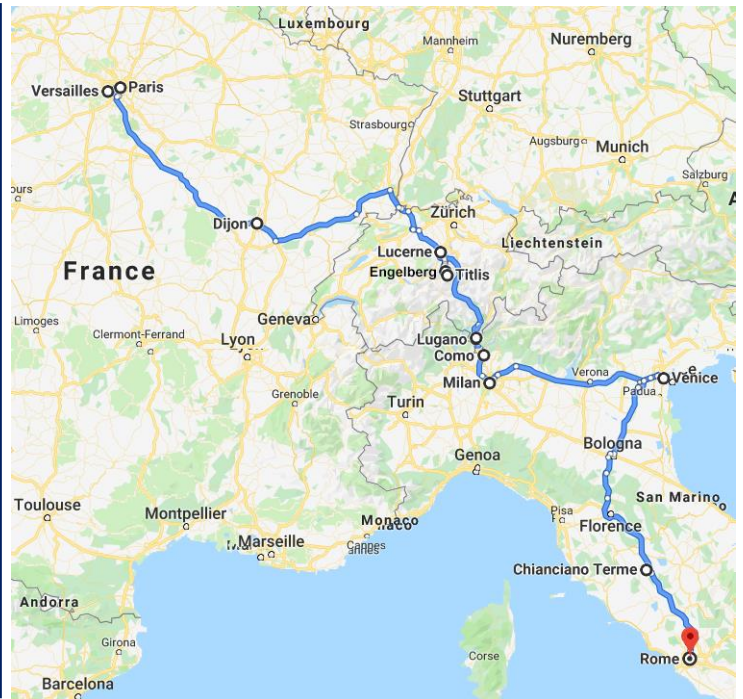 Luxembourg
Mannheim
Nuremberg
Versailles
Paris
Stuttgart
Strasbourg
Augsburg
Munich
Salzburg
ours
A
Dijon
Zürich
Lucerne
Liechtenstein
Engelberg
Titlis
France
Geneva
Limoges
Clermont-Ferrand
Lyon
Lugano
Como
Milan
Verona
Venice
Padua
Grenoble
Turin
Bologna
Genoa
San Marino
Toulouse
Montpellier
Monaco
Pisa
Florence
Marseille
Cannes
Chianciano Terme
Andorra
Girona
Corse
Rome
Barcelona